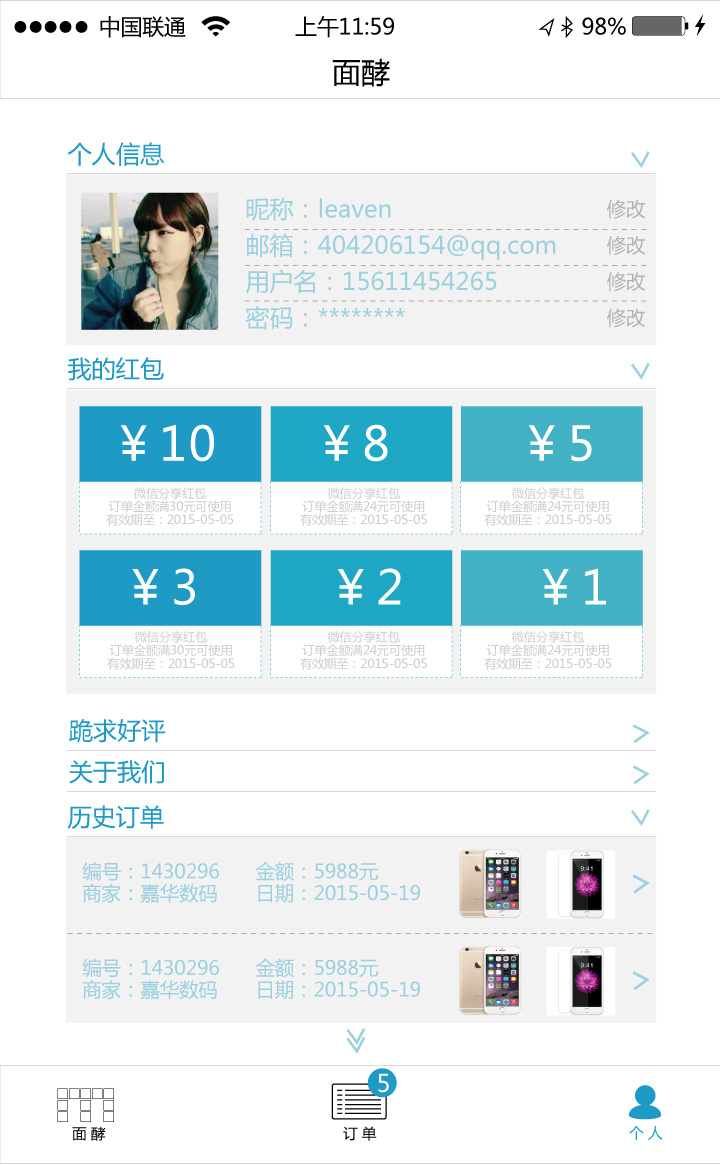 中国联通 上午11:59 98%
面酵
个人信息
昵称：leaven 修改
邮箱：404206154@qq.com 修改
用户名：15611454265 修改
密码：******** 修改
我的红包
￥10 ￥8 ￥5
微信分享红包 微信分享红包 微信分享红包
订单金额满30元可使用 订单金额满24元可使用 订单金额满24元可使用
有效期至：2015-05-05 有效期至：2015-05-05 有效期至：2015-05-05
￥3 ￥2 ￥1
微信分享红包 微信分享红包 微信分享红包
订单金额满30元可使用 订单金额满24元可使用 订单金额满24元可使用
有效期至：2015-05-05 有效期至：2015-05-05 有效期至：2015-05-05
跪求好评
关于我们
历史订单
编号：1430296 金额：5988元
商家：嘉华数码 日期：2015-05-19
9:41
编号：1430296 金额：5988元
商家：嘉华数码 日期：2015-05-19
9:41
5
面酵 订单 个人